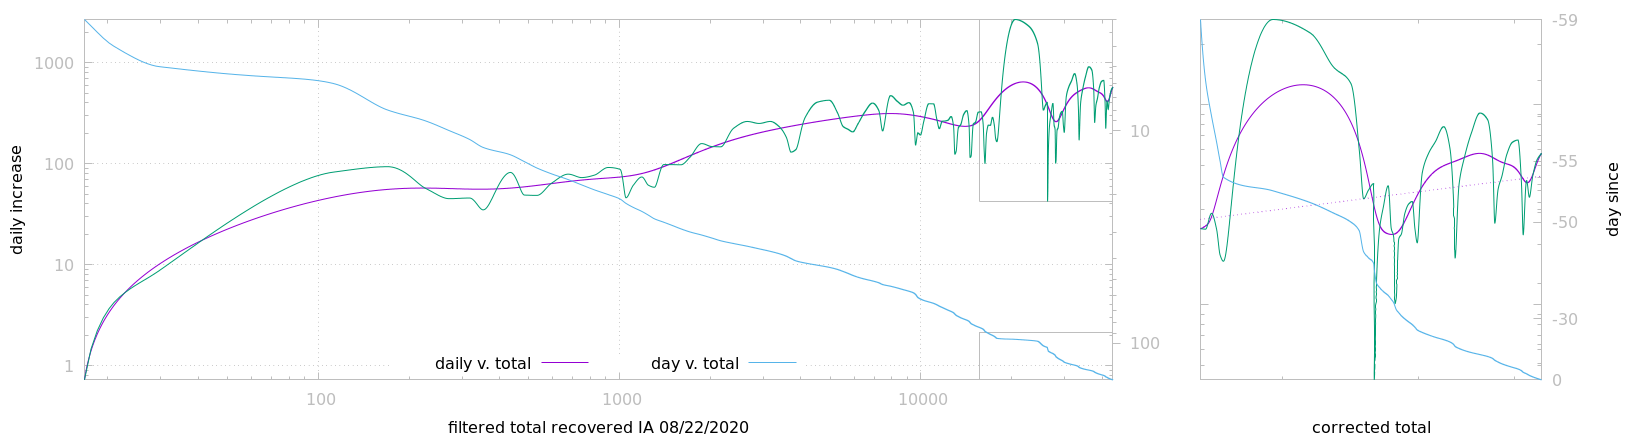 1000
100
10
1
daily increase
100
1000
10000
filtered total recovered IA 08/22/2020
daily v. total
day v. total
10
100
-59
-55
-50
-30
0
day since
corrected total